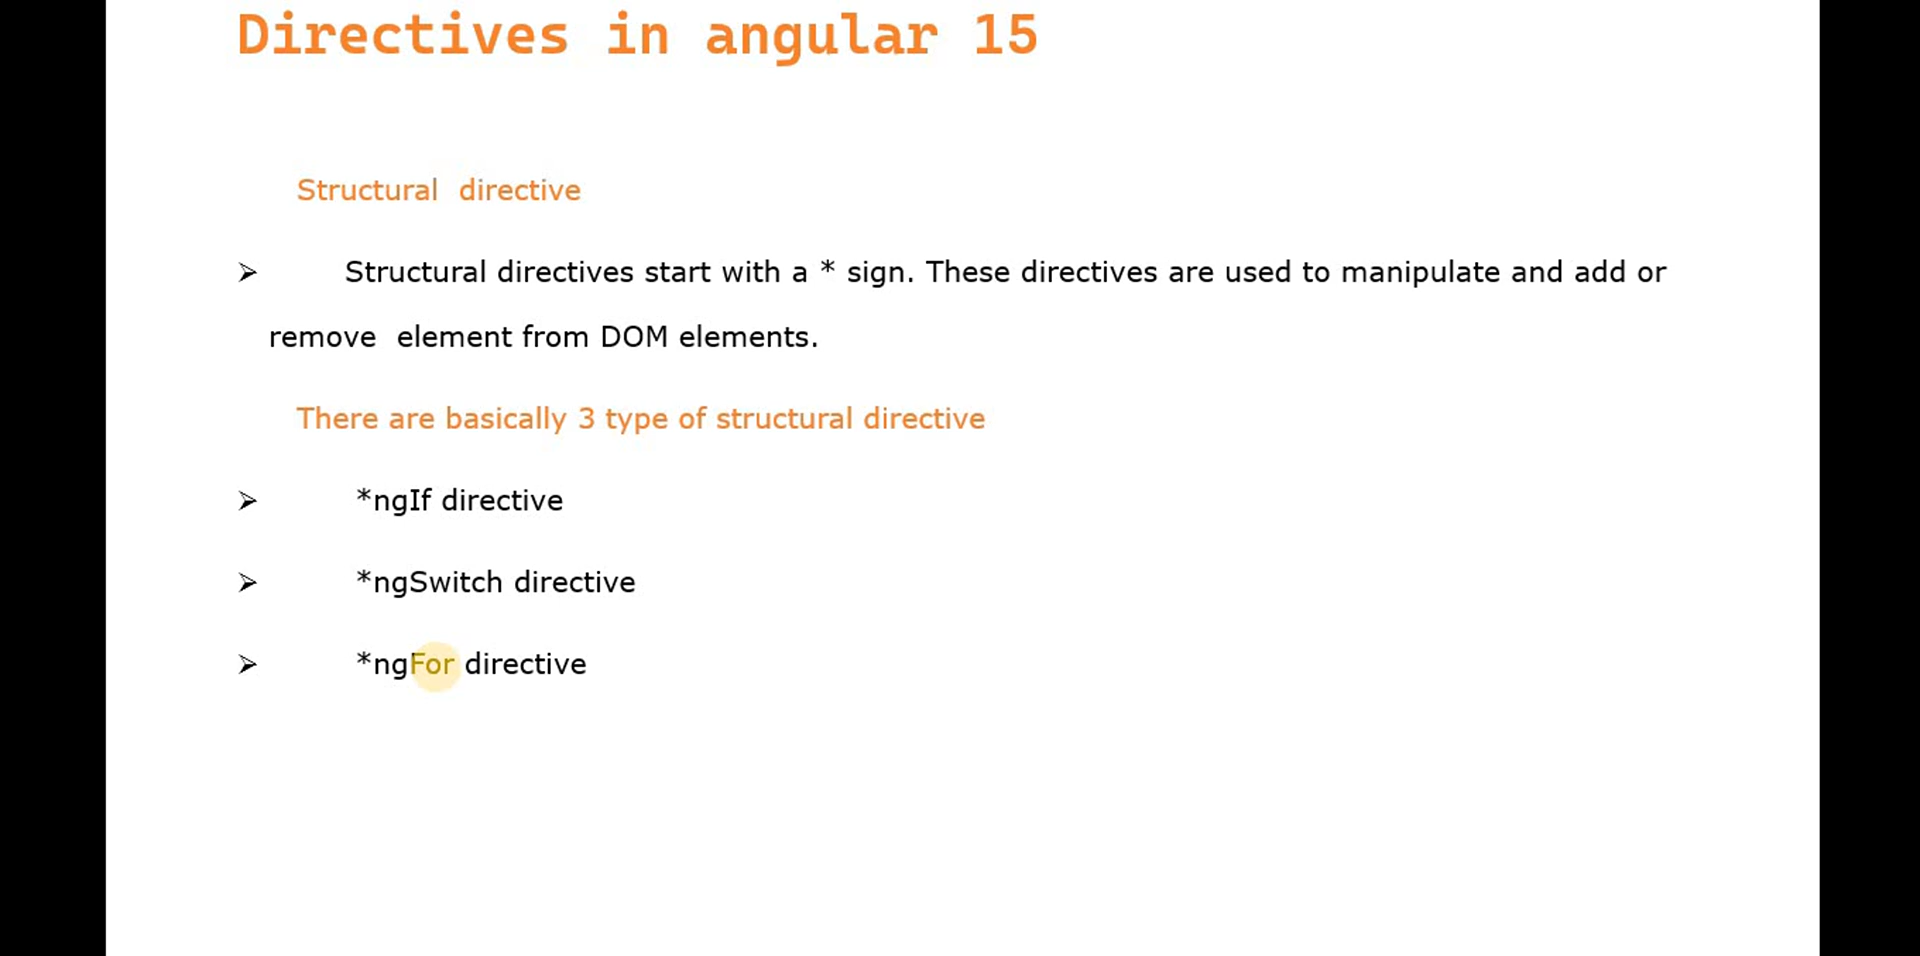 Directives in angular 15
Structural directive
➢ Structural directives start with a * sign. These directives are used to manipulate and add or
remove element from DOM elements.
There are basically 3 type of structural directive
➢ *ngIf directive
➢ *ngSwitch directive
➢ *ngFor directive